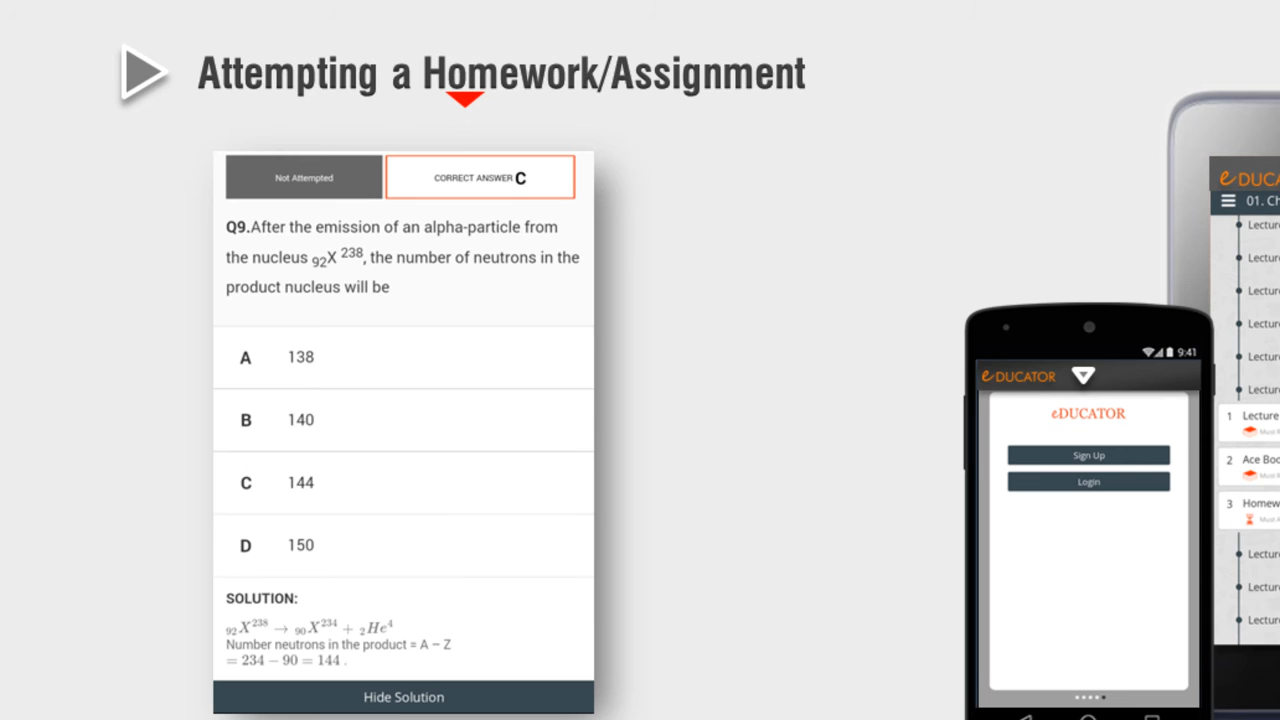 Attempting a Homework/Assignment
Not Attempted
CORRECT ANSWER C
Q9.After the emission of an alpha-particle from
the nucleus ₉₂X ²³⁸, the number of neutrons in the
product nucleus will be
A 138
B 140
C 144
D 150
SOLUTION:
₉₂X²³⁸ → ₉₀X²³⁴ + ₂He⁴
Number neutrons in the product = A – Z
= 234 − 90 = 144 .
Hide Solution
9:41
eDUCATOR
eDUCATOR
Sign Up
Login
eDUCA
01. Ch
Lecture
Lecture
Lecture
Lecture
Lecture
Lecture
1 Lecture
Must R
2 Ace Boo
Must R
3 Homew
Must A
Lecture
Lecture
Lecture